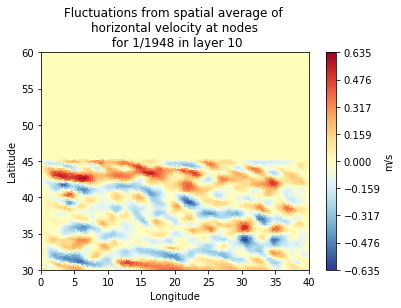 Fluctuations from spatial average of
horizontal velocity at nodes
for 1/1948 in layer 10
60
55
50
45
40
35
30
Latitude
0 5 10 15 20 25 30 35 40
Longitude
0.635
0.476
0.317
0.159
0.000
−0.159
−0.317
−0.476
−0.635
m/s